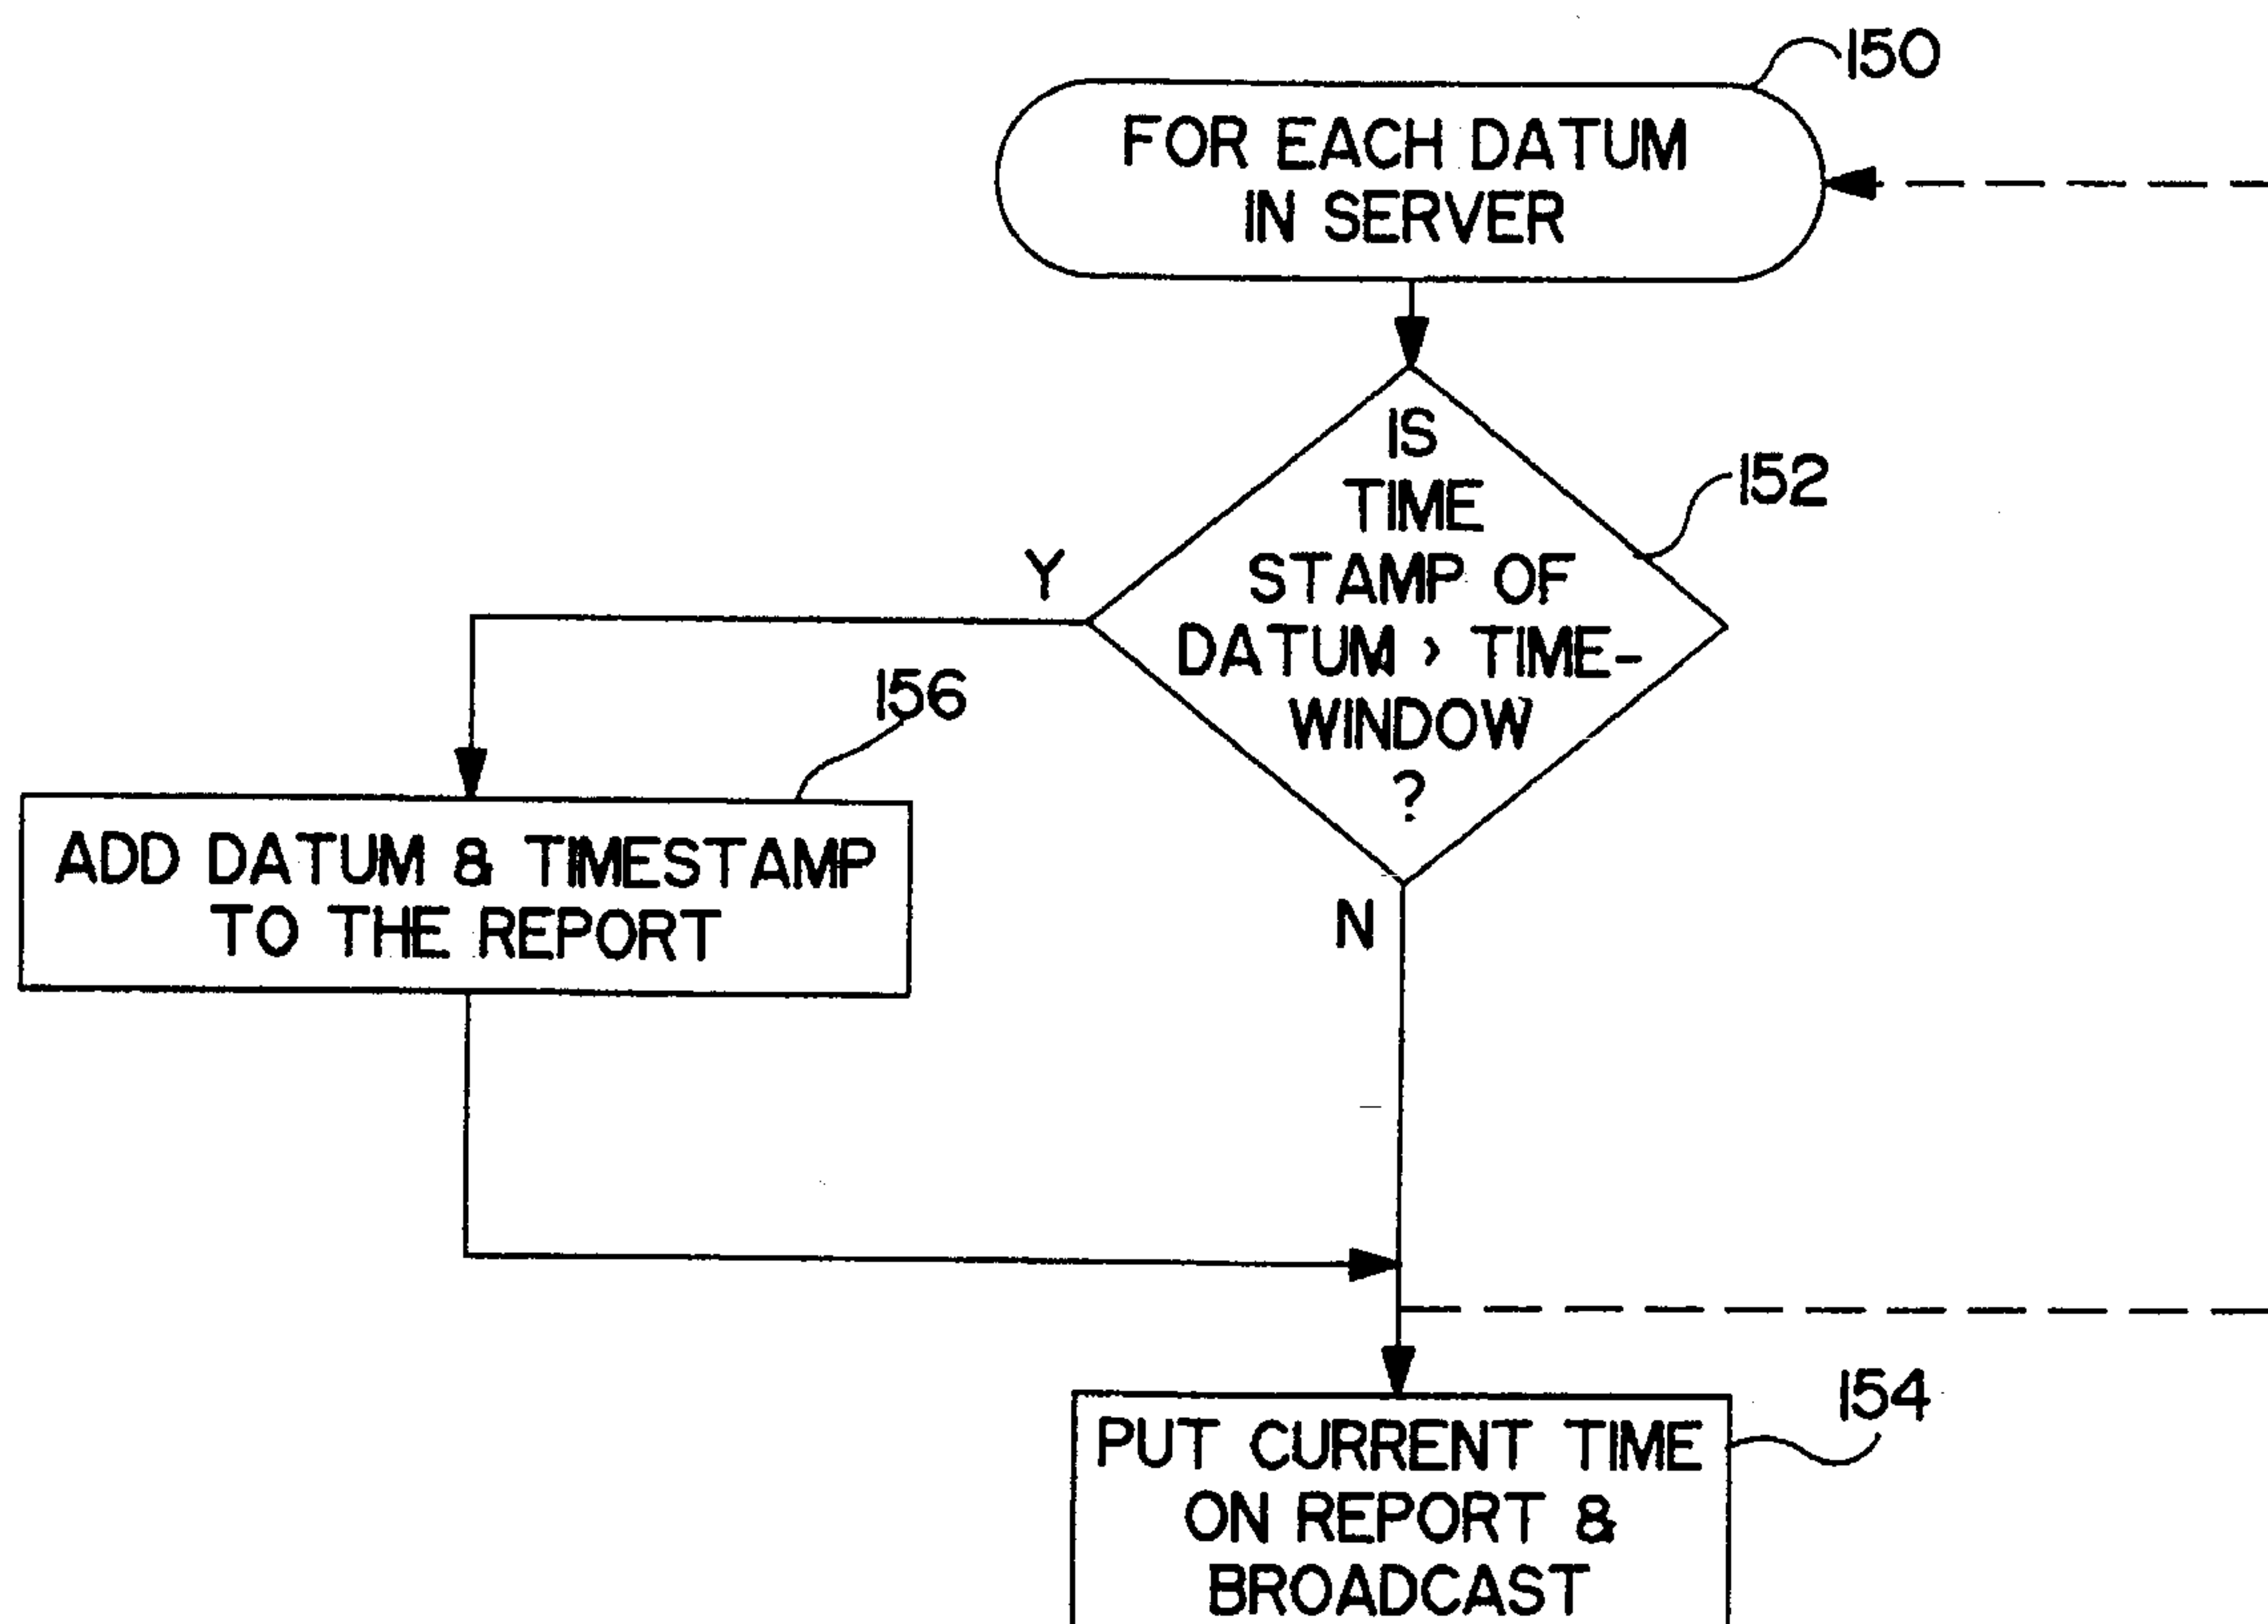 150
FOR EACH DATUM
IN SERVER
IS
TIME
STAMP OF
DATUM > TIME-
WINDOW
?
152
Y
156
ADD DATUM & TIMESTAMP
TO THE REPORT
N
154
PUT CURRENT TIME
ON REPORT &
BROADCAST